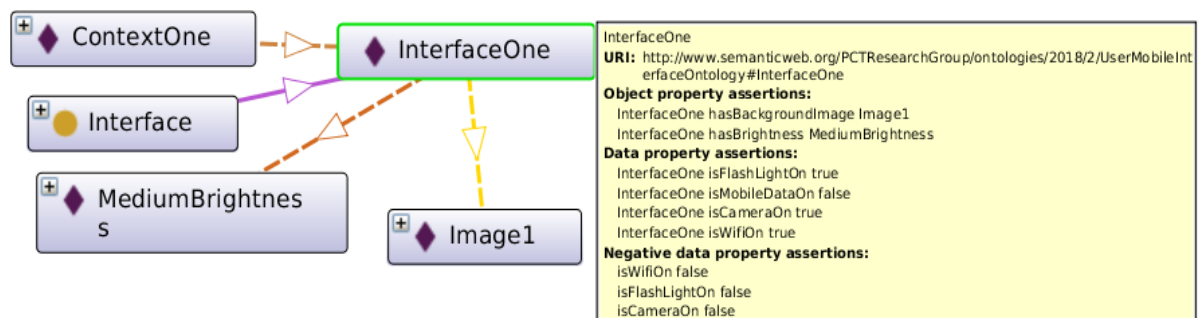 ContextOne
InterfaceOne
Interface
MediumBrightnes
s
Image1
InterfaceOne
URI: http://www.semanticweb.org/PCTResearchGroup/ontologies/2018/2/UserMobileInt
erfaceOntology#InterfaceOne
Object property assertions:
InterfaceOne hasBackgroundImage Image1
InterfaceOne hasBrightness MediumBrightness
Data property assertions:
InterfaceOne isFlashLightOn true
InterfaceOne isMobileDataOn false
InterfaceOne isCameraOn true
InterfaceOne isWifiOn true
Negative data property assertions:
isWifiOn false
isFlashLightOn false
isCameraOn false